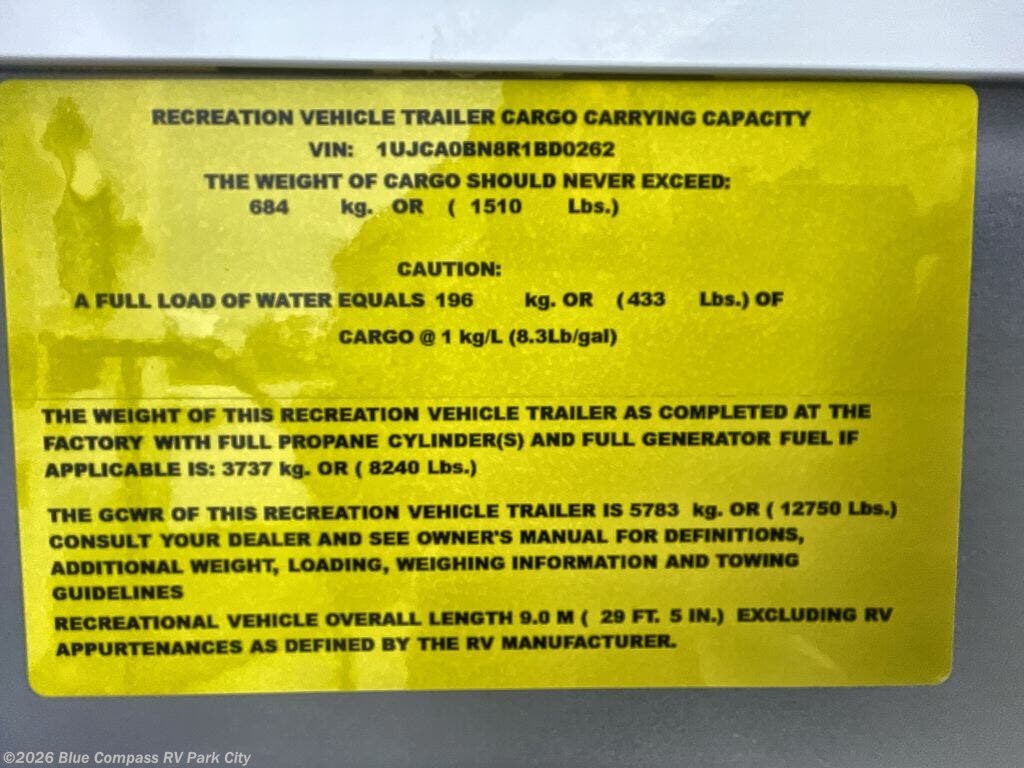 RECREATION VEHICLE TRAILER CARGO CARRYING CAPACITY
VIN: 1UJCA0BN8R1BD0262
THE WEIGHT OF CARGO SHOULD NEVER EXCEED:
684 kg. OR ( 1510 Lbs.)
CAUTION:
A FULL LOAD OF WATER EQUALS 196 kg. OR (433 Lbs.) OF
CARGO @ 1 kg/L (8.3Lb/gal)
THE WEIGHT OF THIS RECREATION VEHICLE TRAILER AS COMPLETED AT THE
FACTORY WITH FULL PROPANE CYLINDER(S) AND FULL GENERATOR FUEL IF
APPLICABLE IS: 3737 kg. OR ( 8240 Lbs.)
THE GCWR OF THIS RECREATION VEHICLE TRAILER IS 5783 kg. OR ( 12750 Lbs.)
CONSULT YOUR DEALER AND SEE OWNER'S MANUAL FOR DEFINITIONS,
ADDITIONAL WEIGHT, LOADING, WEIGHING INFORMATION AND TOWING
GUIDELINES
RECREATIONAL VEHICLE OVERALL LENGTH 9.0 M ( 29 FT. 5 IN.) EXCLUDING RV
APPURTENANCES AS DEFINED BY THE RV MANUFACTURER.
©2026 Blue Compass RV Park City